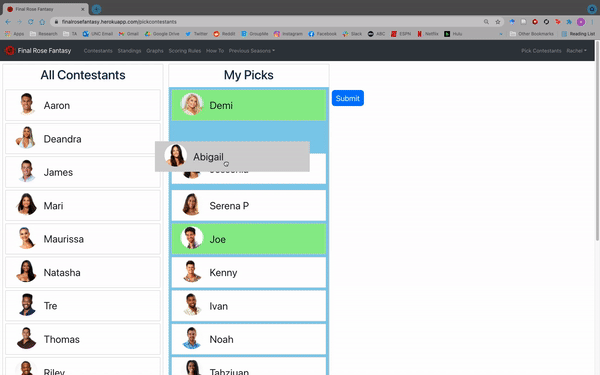 Final Rose Fantasy
finalrosefantasy.herokuapp.com/pickcontestants
Apps Research TA UNC Email Gmail Google Drive Twitter Reddit GroupMe Instagram Facebook Slack ABC ESPN Netflix Hulu Other Bookmarks Reading List
Final Rose Fantasy Contestants Standings Graphs Scoring Rules How To Previous Seasons Pick Contestants Rachel
All Contestants
Aaron
Deandra
James
Mari
Maurissa
Natasha
Tre
Thomas
Riley
My Picks
Demi
Abigail
Serena P
Joe
Kenny
Ivan
Noah
Tahzjuan
Submit